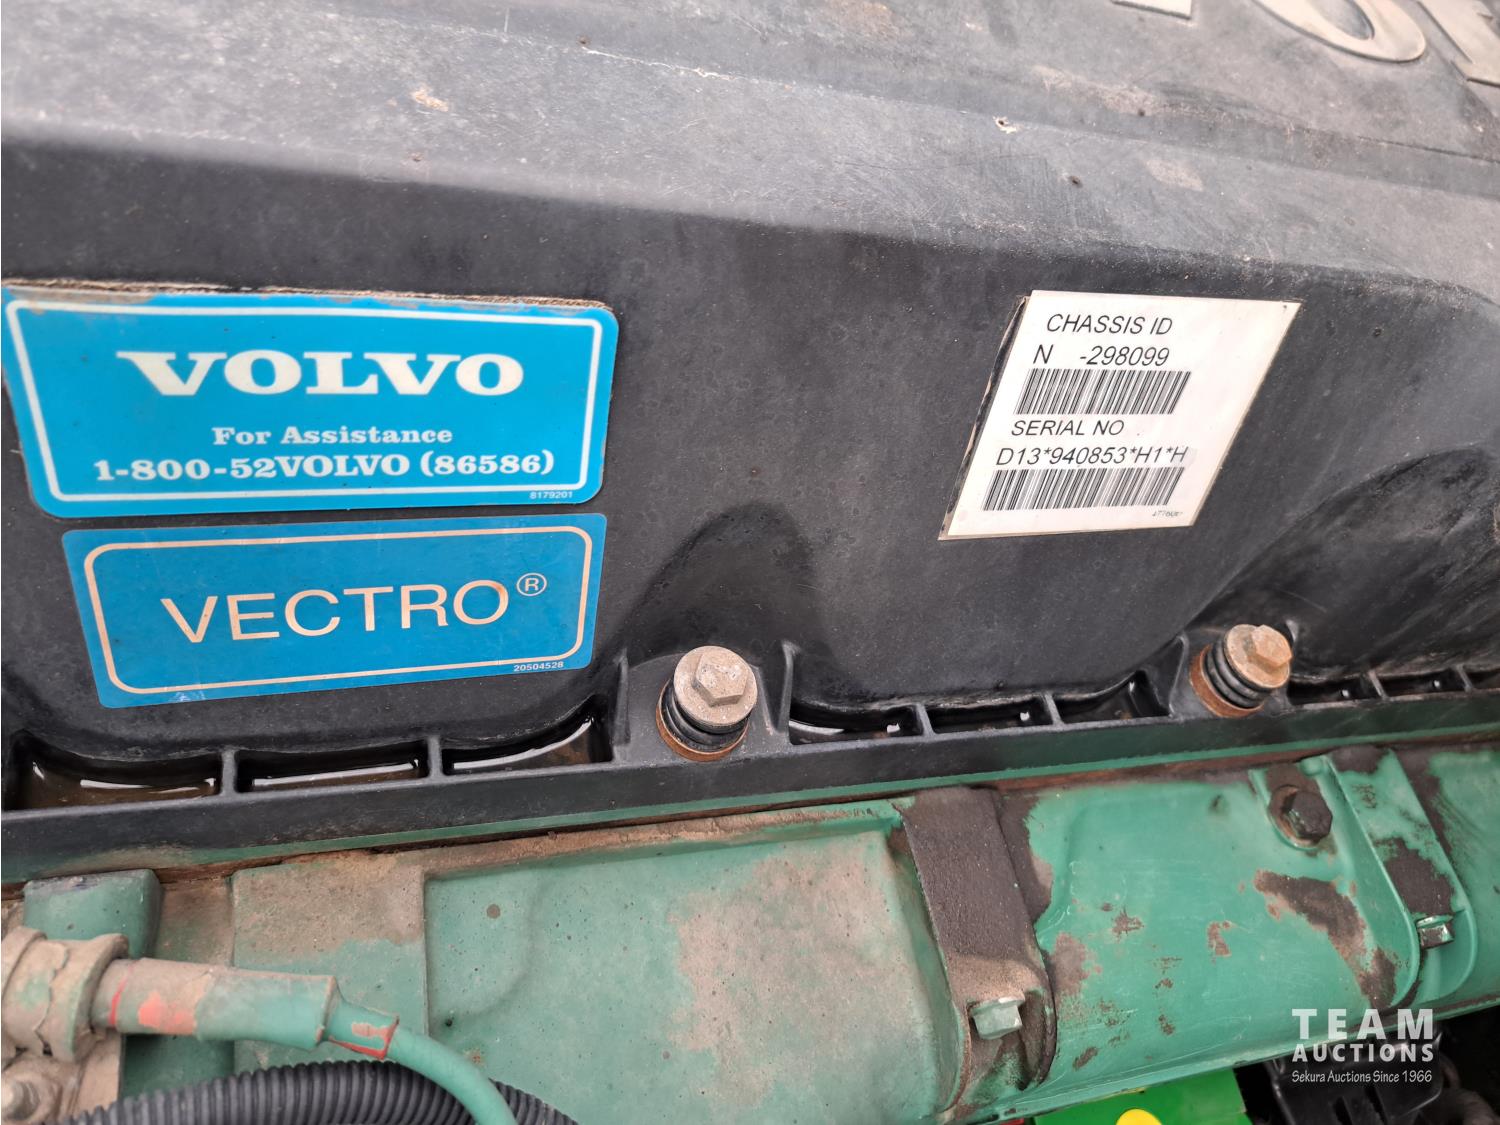 VOLVO
For Assistance
1-800-52VOLVO (86586)
8179201
VECTRO®
20504528
CHASSIS ID
N -298099
SERIAL NO
D13*940853*H1*H
TEAM
AUCTIONS
Sekura Auctions Since 1966